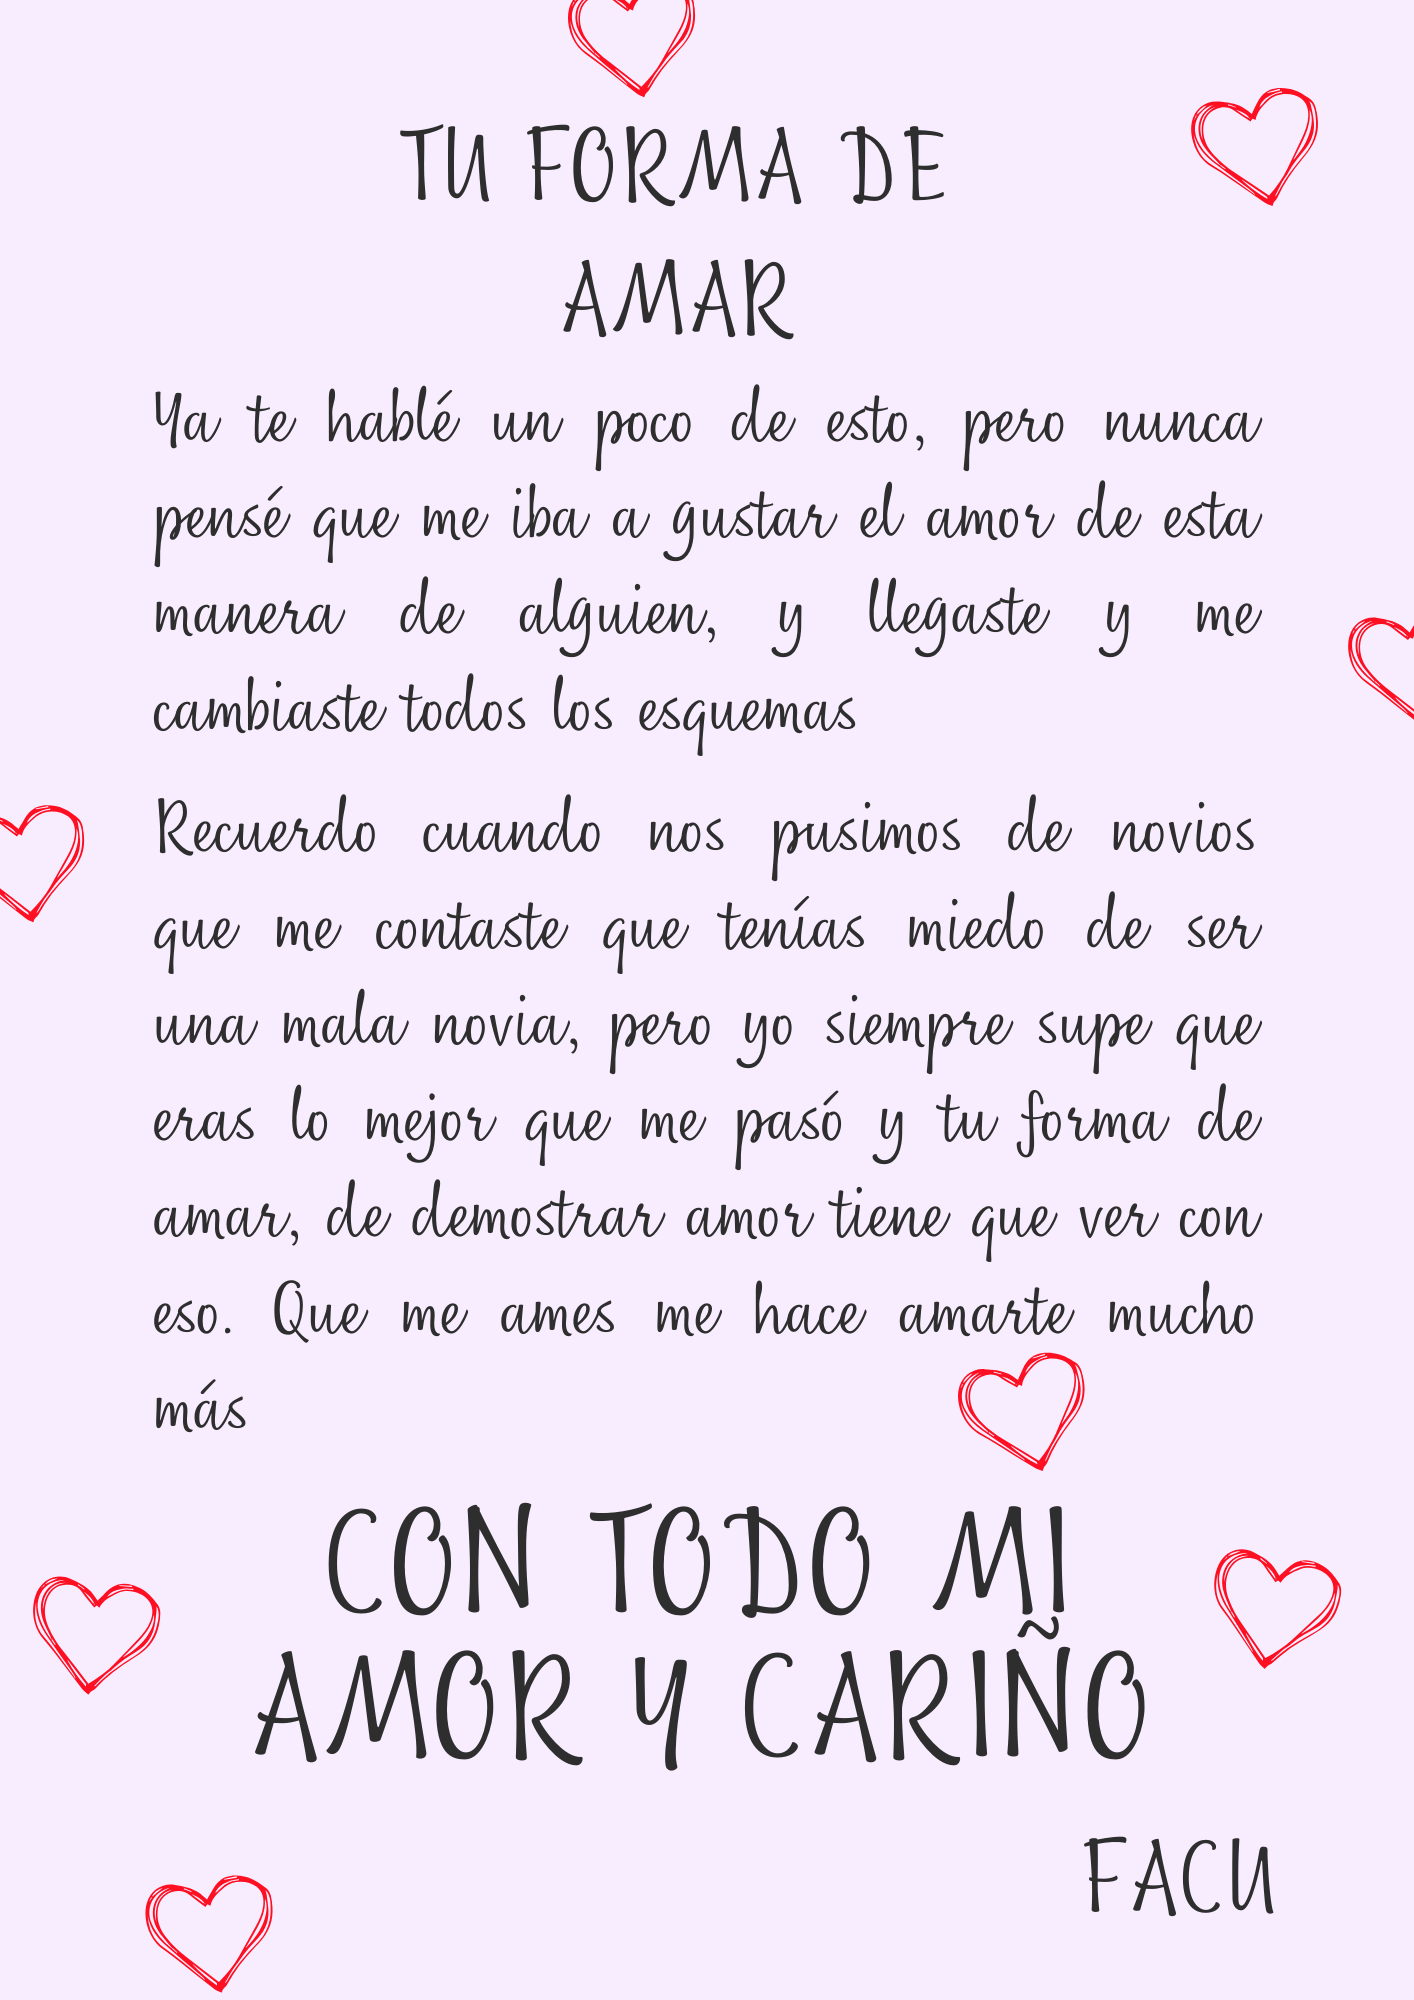 TU FORMA DE
AMAR
Ya te hablé un poco de esto, pero nunca
pensé que me iba a gustar el amor de esta
manera de alguien, y llegaste y me
cambiaste todos los esquemas
Recuerdo cuando nos pusimos de novios
que me contaste que tenías miedo de ser
una mala novia, pero yo siempre supe que
eras lo mejor que me pasó y tu forma de
amar, de demostrar amor tiene que ver con
eso. Que me ames me hace amarte mucho
más
CON TODO MI
AMOR Y CARIÑO
FACU